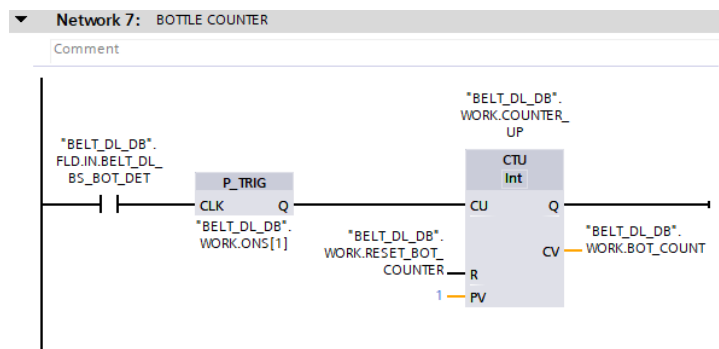 Network 7: BOTTLE COUNTER
Comment
"BELT_DL_DB".
WORK.COUNTER_
UP
"BELT_DL_DB".
FLD.IN.BELT_DL_
BS_BOT_DET
P_TRIG
CLK Q
"BELT_DL_DB".
WORK.ONS[1]
CTU
Int
CU Q
"BELT_DL_DB".
WORK.RESET_BOT_
COUNTER
R
1
PV
CV
"BELT_DL_DB".
WORK.BOT_COUNT